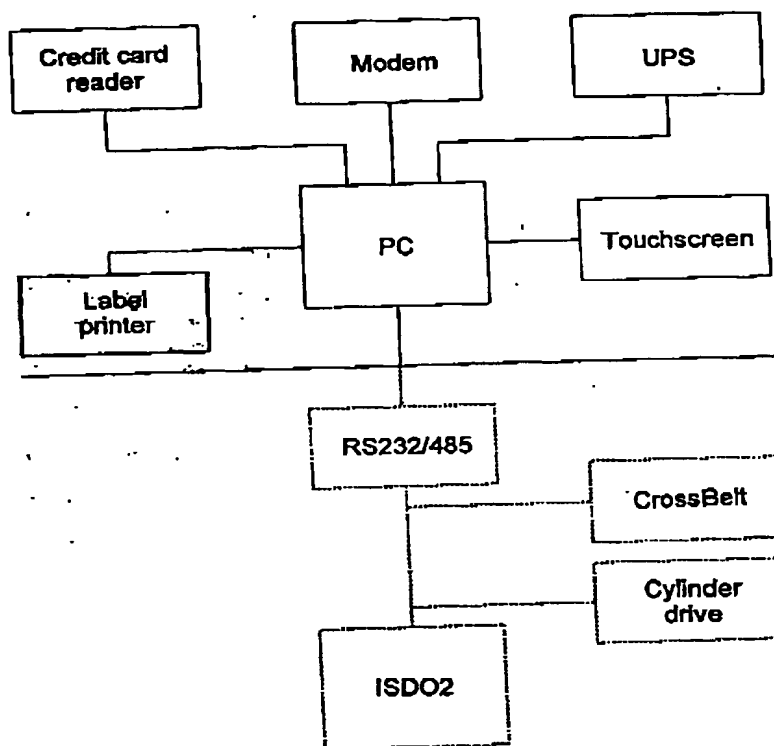 Credit card
reader
Modem
UPS
PC
Touchscreen
Label
printer
RS232/485
CrossBelt
Cylinder
drive
ISDO2